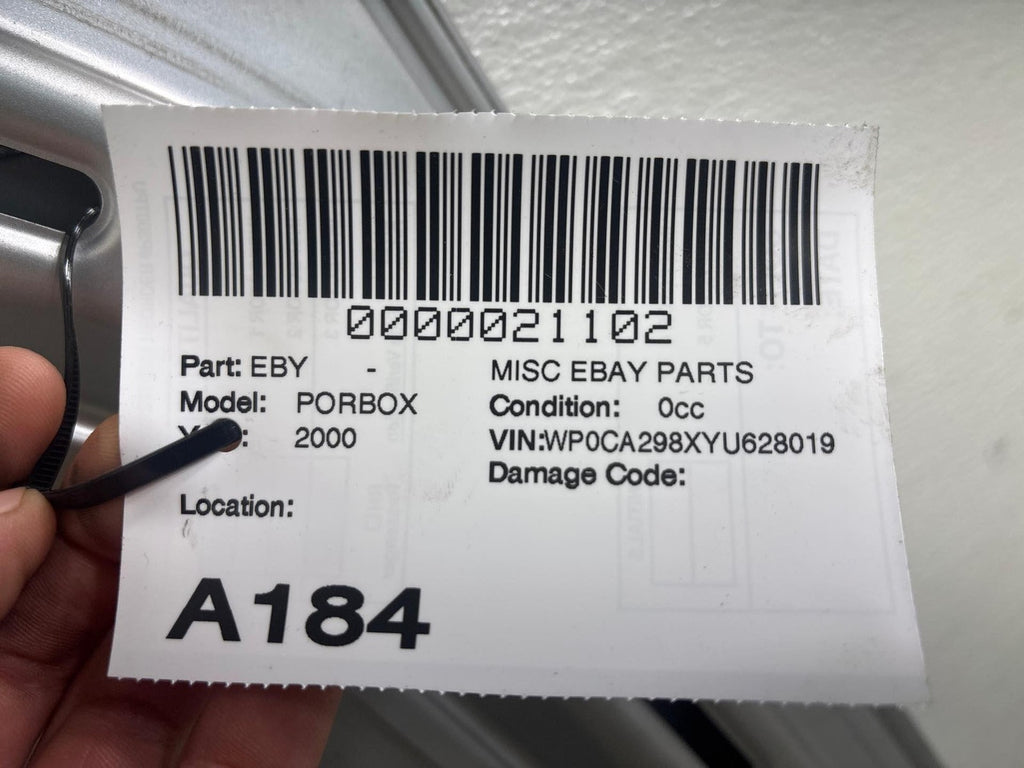 0000021102
Part: EBY - MISC EBAY PARTS
Model: PORBOX Condition: 0cc
2000 VIN:WP0CA298XYU628019
Damage Code:
Location:
A184